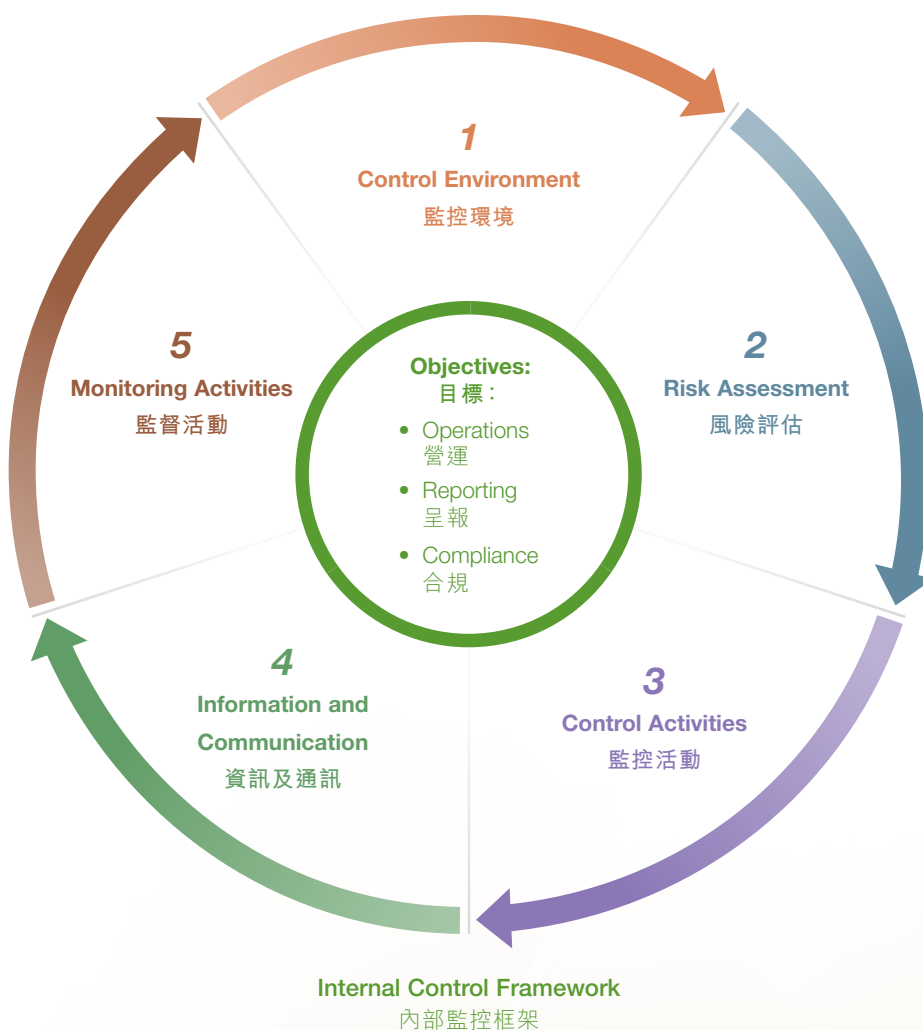 1
Control Environment
監控環境
2
Risk Assessment
風險評估
3
Control Activities
監控活動
4
Information and
Communication
資訊及通訊
5
Monitoring Activities
監督活動
Objectives:
目標：
• Operations
營運
• Reporting
呈報
• Compliance
合規
Internal Control Framework
內部監控框架